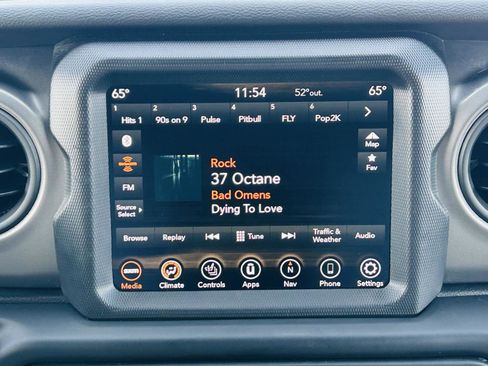 65° 11:54 52°out. 65°
1 2 3 4 5 6
Hits 1 90s on 9 Pulse Pitbull FLY Pop2K
Map
Rock
Fav
37 Octane
FM
Bad Omens
Source
Select
Dying To Love
Browse Replay Tune Traffic & Weather Audio
N
Media Climate Controls Apps Nav Phone Settings